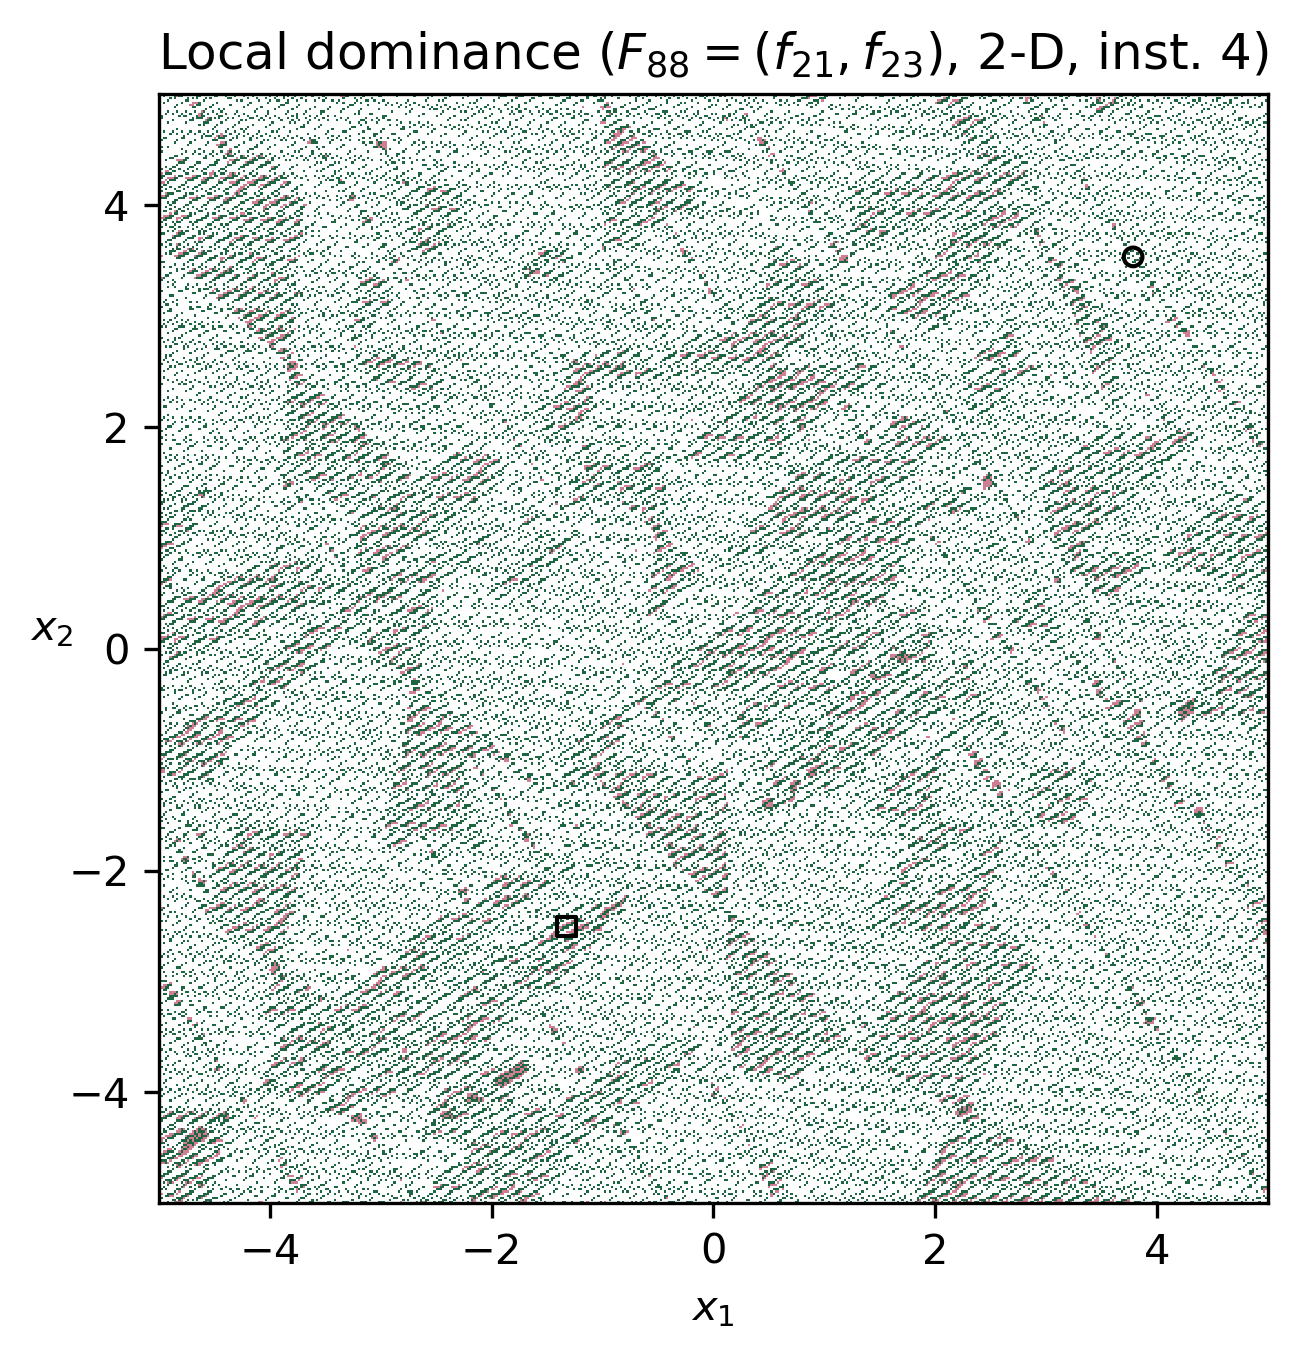 Local dominance (F₈₈ = (f₂₁, f₂₃), 2-D, inst. 4)
4
2
0
−2
−4
x₂
−4 −2 0 2 4
x₁